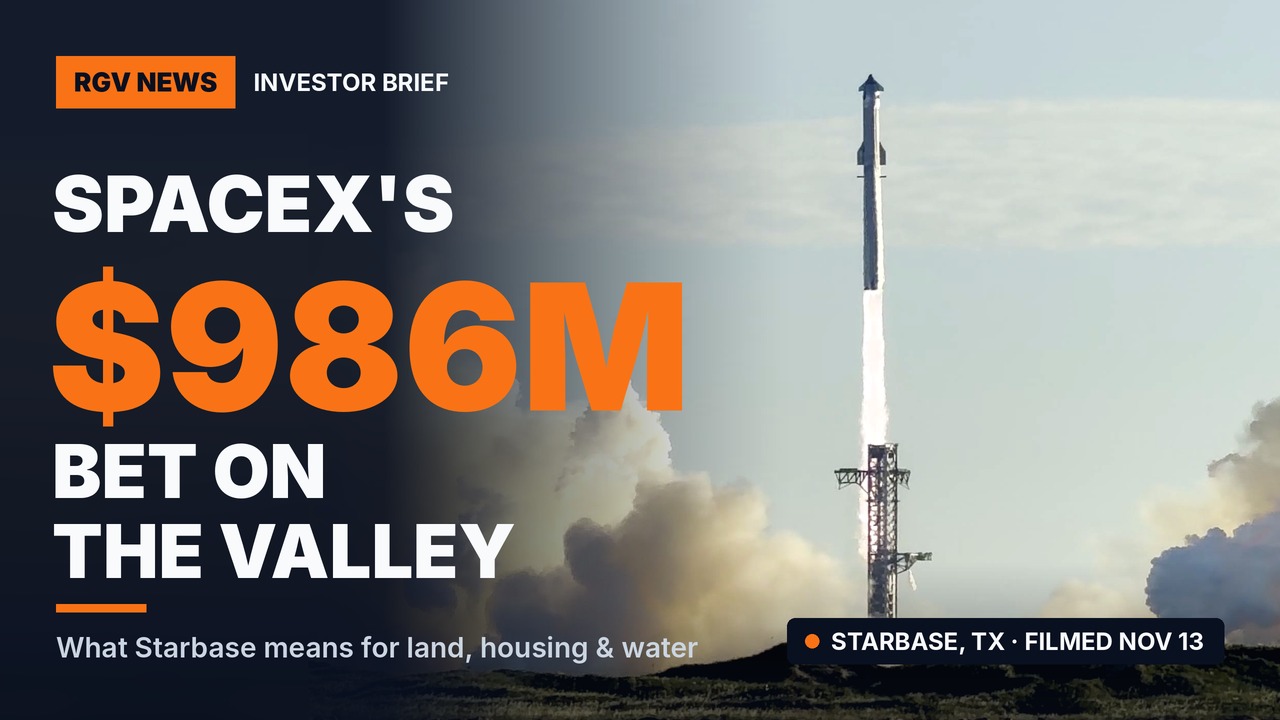 RGV NEWS INVESTOR BRIEF
SPACEX'S
$986M
BET ON
THE VALLEY
What Starbase means for land, housing & water
STARBASE, TX · FILMED NOV 13